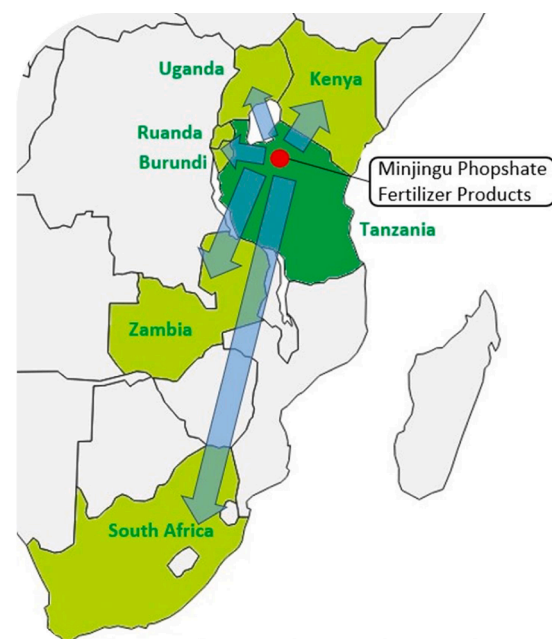 Uganda
Kenya
Ruanda
Burundi
Minjingu Phopshate
Fertilizer Products
Tanzania
Zambia
South Africa